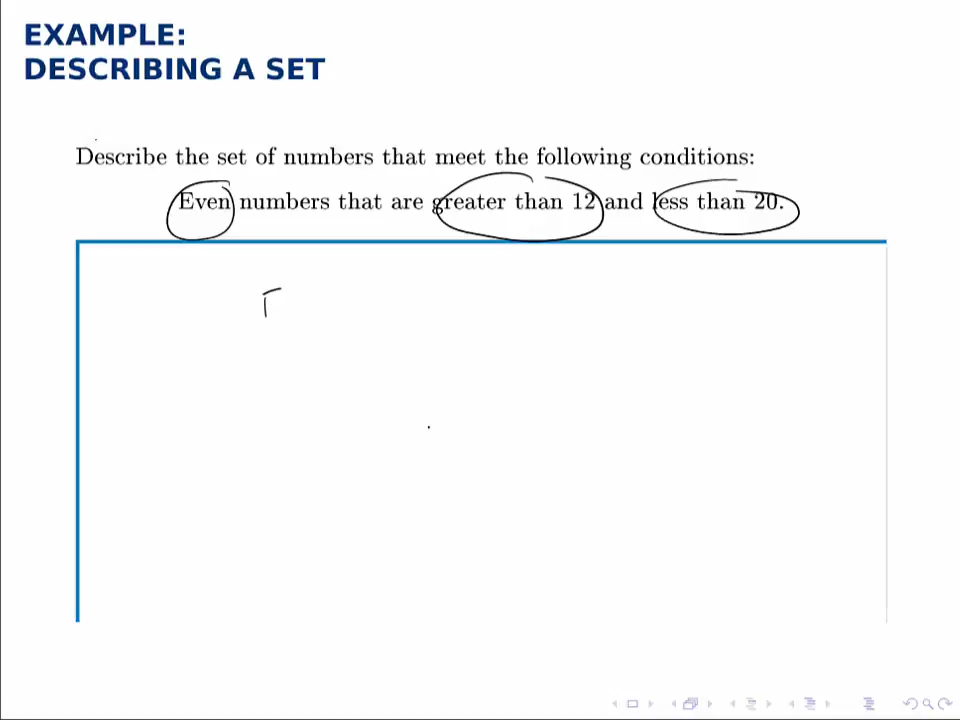 EXAMPLE:
DESCRIBING A SET
Describe the set of numbers that meet the following conditions:
Even numbers that are greater than 12 and less than 20.